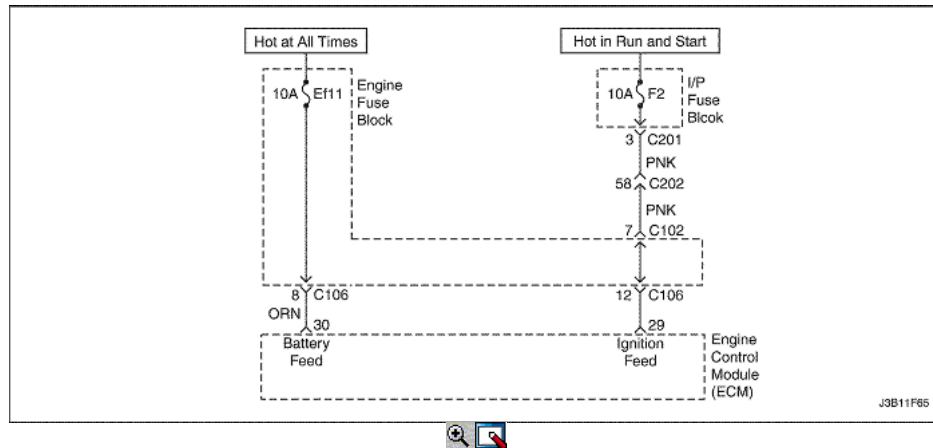 Hot at All Times
Hot in Run and Start
10A
Ef11
Engine
Fuse
Block
10A
F2
I/P
Fuse
Blcok
3
C201
PNK
58
C202
PNK
7
C102
8
C106
12
C106
ORN
30
29
Battery
Feed
Ignition
Feed
Engine
Control
Module
(ECM)
J3B11F65